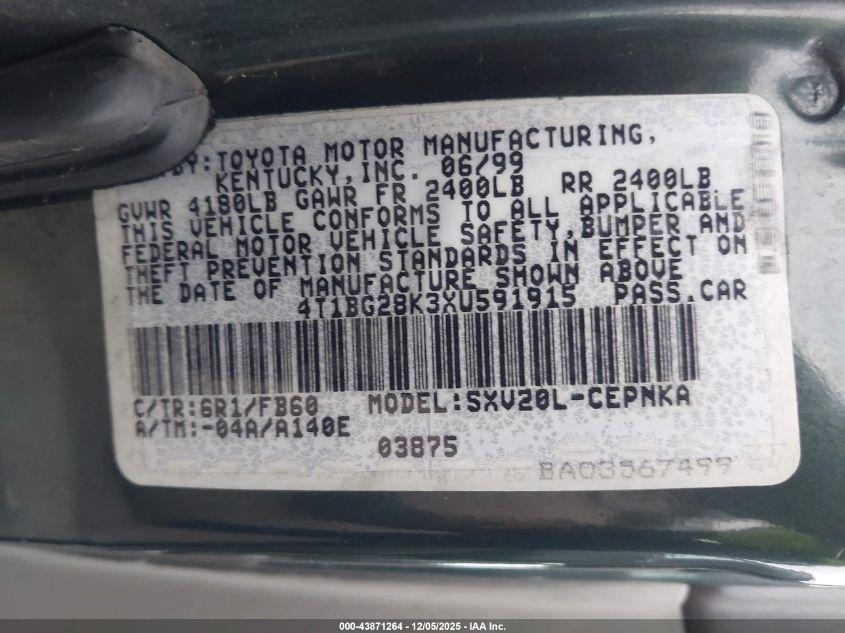 BY:TOYOTA MOTOR MANUFACTURING,
KENTUCKY,INC. 06/99
GVWR 4180LB GAWR FR 2400LB RR 2400LB
THIS VEHICLE CONFORMS TO ALL APPLICABLE
FEDERAL MOTOR VEHICLE SAFETY,BUMPER AND
THEFT PREVENTION STANDARDS IN EFFECT ON
THE DATE OF MANUFACTURE SHOWN ABOVE
4T1BG28K3XU591915 PASS.CAR
C/TR:6R1/FB60 MODEL:SXV20L-CEPNKA
A/TM:-04A/A140E
03875
BA03567499
000-43871264 - 12/05/2025 - IAA Inc.